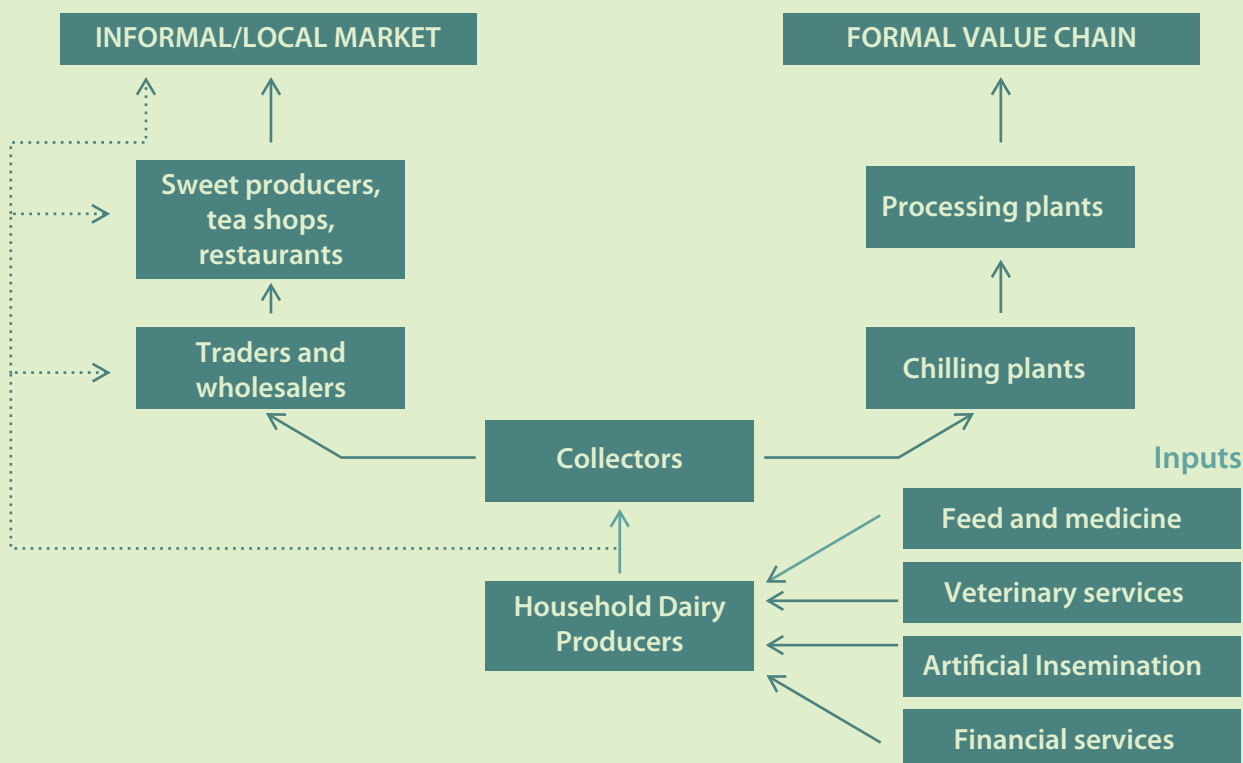 INFORMAL/LOCAL MARKET
FORMAL VALUE CHAIN
Sweet producers,
tea shops,
restaurants
Processing plants
Traders and
wholesalers
Chilling plants
Collectors
Inputs
Feed and medicine
Household Dairy
Producers
Veterinary services
Artificial Insemination
Financial services